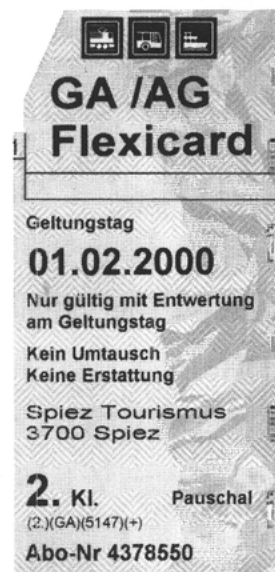 GA /AG
Flexicard
1
Geltungstag
01.02.2000
Nur gültig mit Entwertung
am Geltungstag
Kein Umtausch
Keine Erstattung
Spiez Tourismus
3700 Spiez
2. Kl. Pauschal
(2.)(GA)(5147)(+)
Abo-Nr 4378550